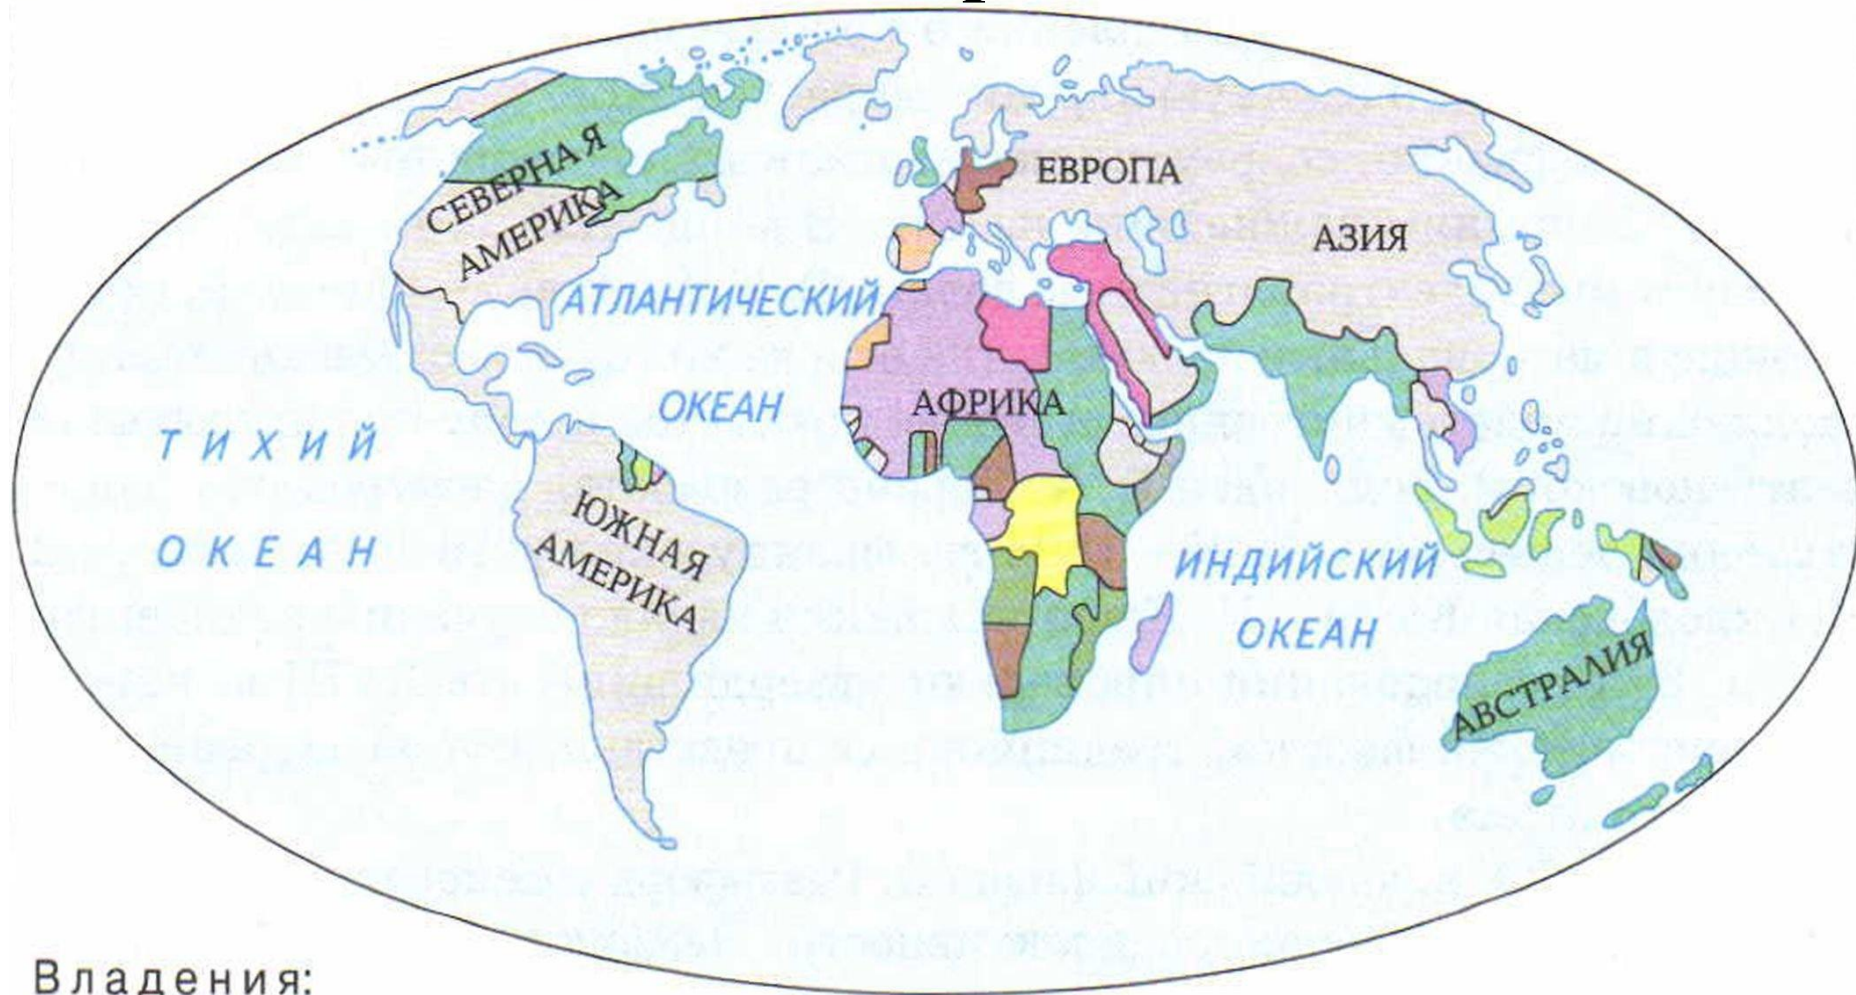 СЕВЕРНАЯ
АМЕРИКА
ЕВРОПА
АЗИЯ
АТЛАНТИЧЕСКИЙ
ОКЕАН
АФРИКА
ТИХИЙ
ОКЕАН
ЮЖНАЯ
АМЕРИКА
ИНДИЙСКИЙ
ОКЕАН
АВСТРАЛИЯ
Владения: